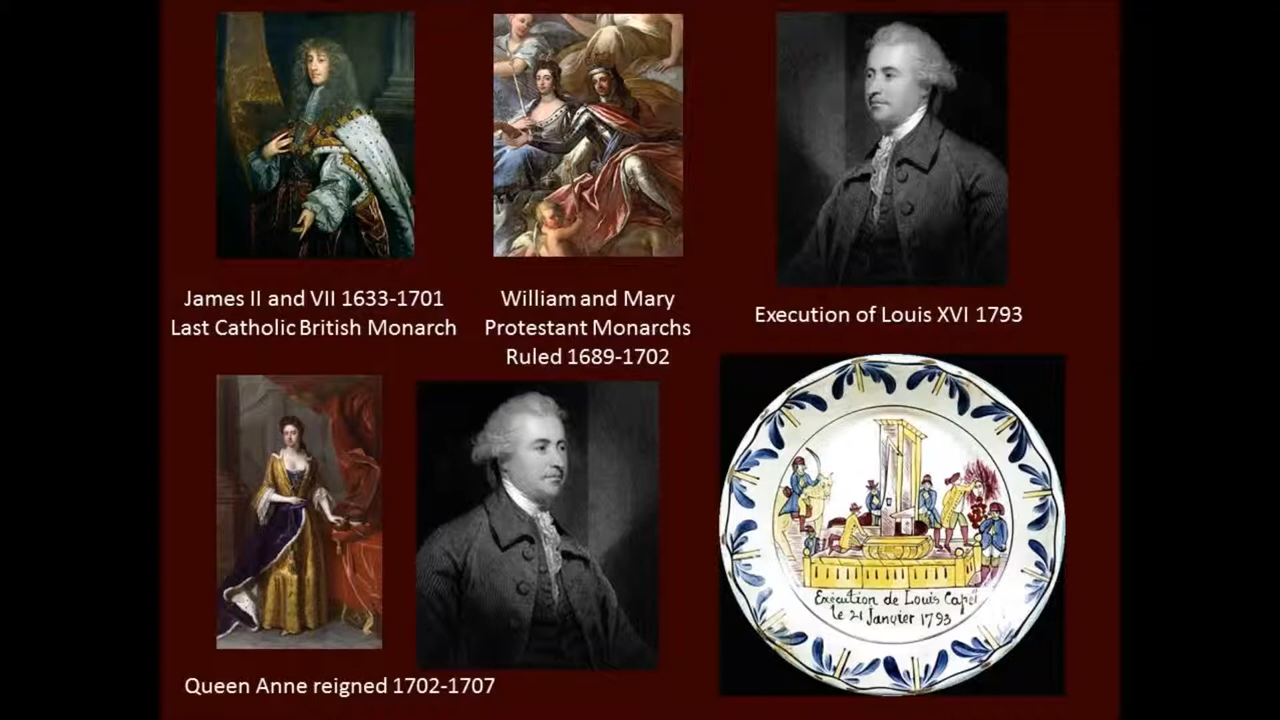 James II and VII 1633-1701
Last Catholic British Monarch
William and Mary
Protestant Monarchs
Ruled 1689-1702
Execution of Louis XVI 1793
Queen Anne reigned 1702-1707
Exécution de Louis Capet
le 21 Janvier 1793